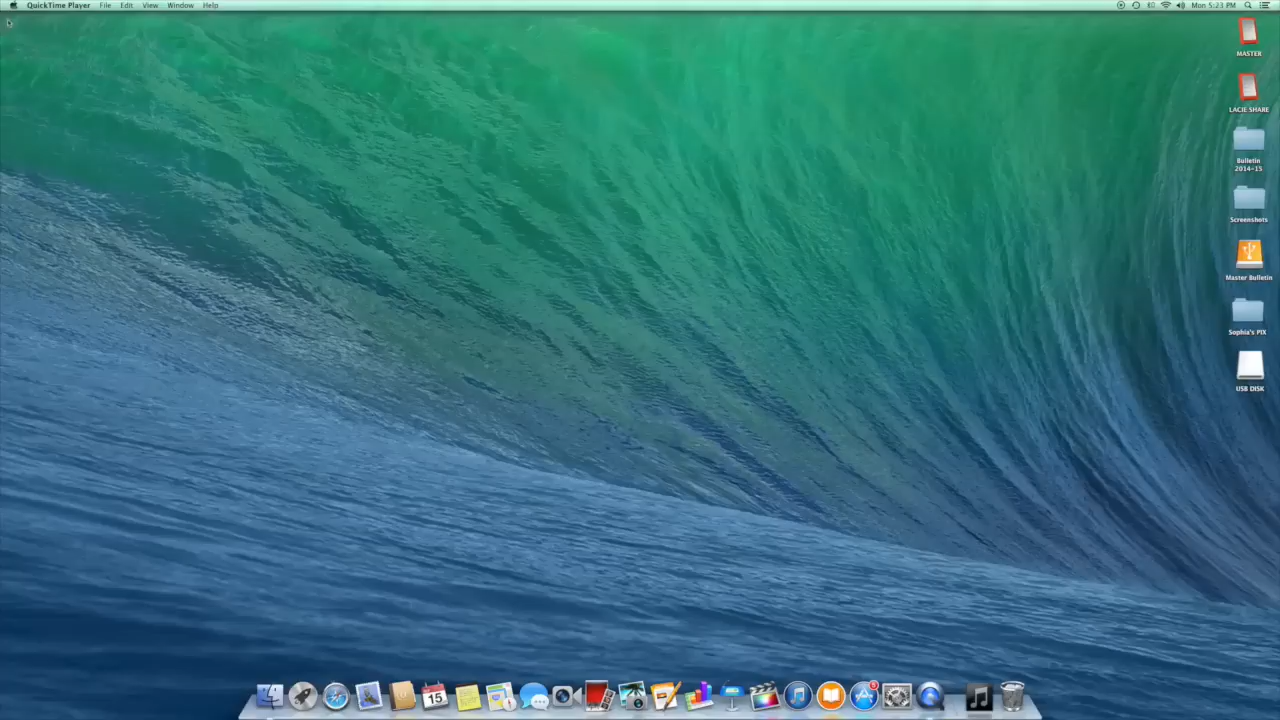 QuickTime Player File Edit View Window Help Mon 5:23 PM
MASTER
LACIE SHARE
Bulletin
2014-15
Screenshots
Master Bulletin
Sophia's PIX
USB DISK
15